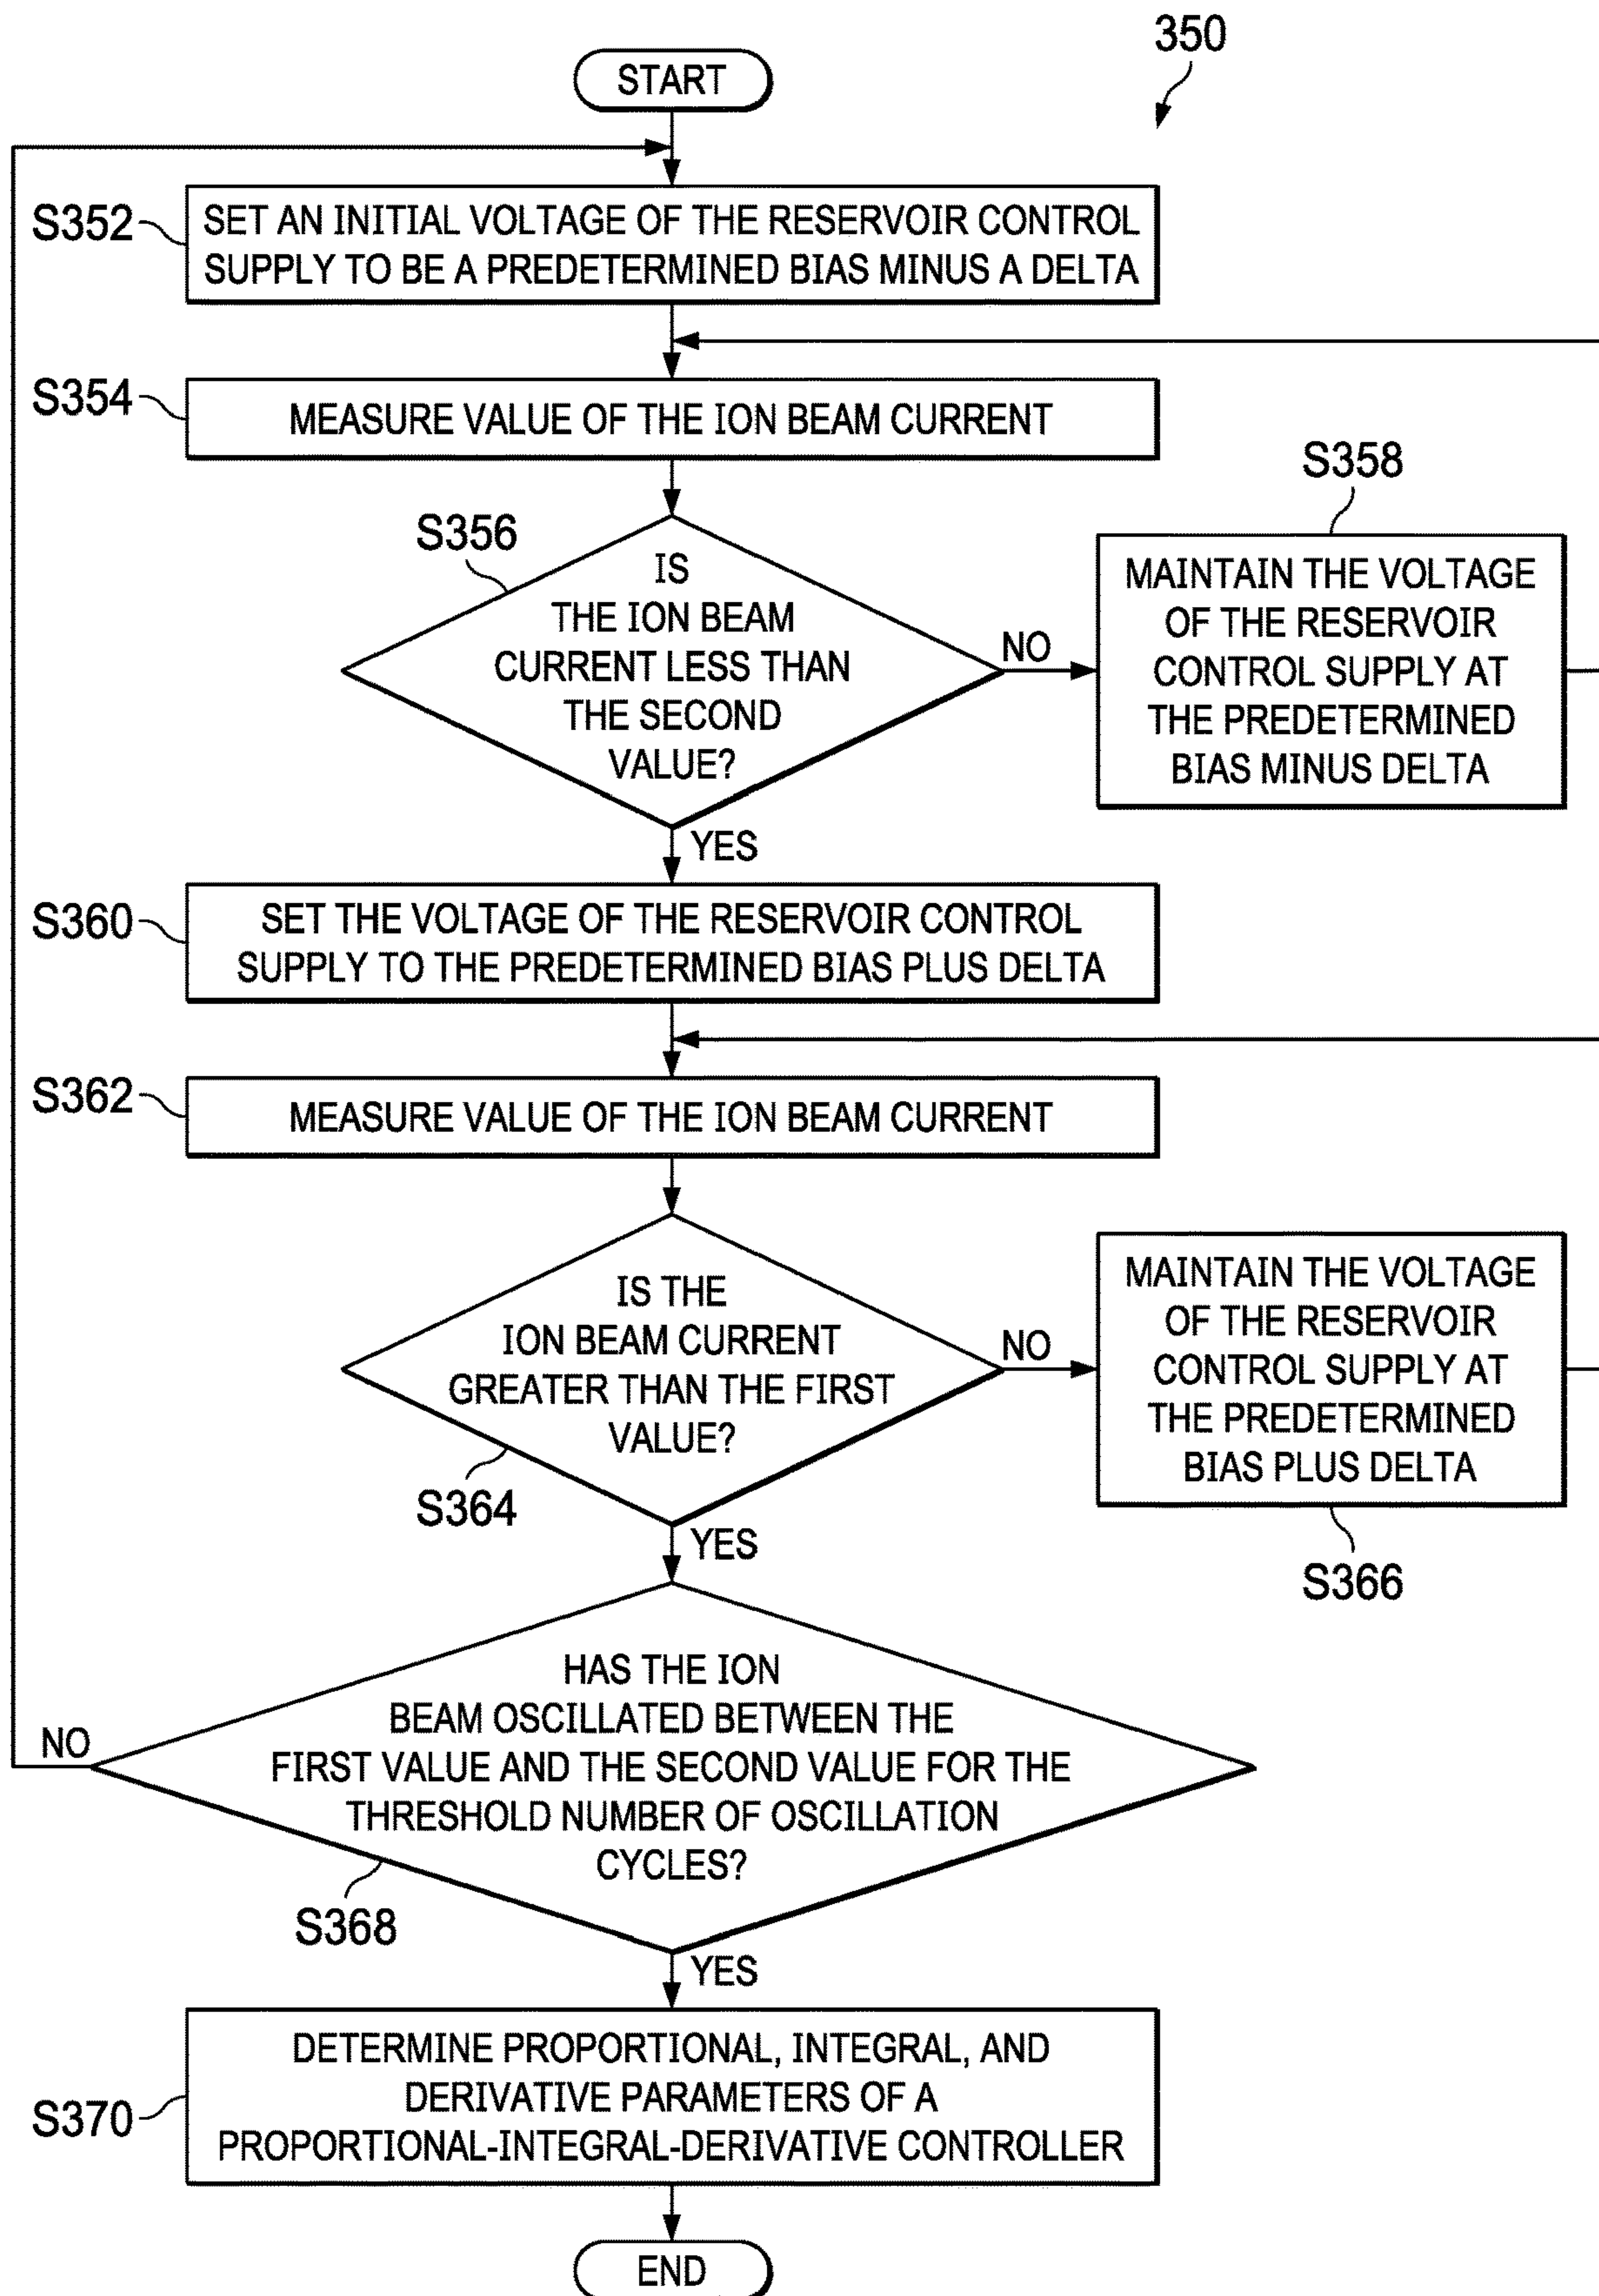 350
START
S352
SET AN INITIAL VOLTAGE OF THE RESERVOIR CONTROL
SUPPLY TO BE A PREDETERMINED BIAS MINUS A DELTA
S354
MEASURE VALUE OF THE ION BEAM CURRENT
S356
IS
THE ION BEAM
CURRENT LESS THAN
THE SECOND
VALUE?
NO
S358
MAINTAIN THE VOLTAGE
OF THE RESERVOIR
CONTROL SUPPLY AT
THE PREDETERMINED
BIAS MINUS DELTA
YES
S360
SET THE VOLTAGE OF THE RESERVOIR CONTROL
SUPPLY TO THE PREDETERMINED BIAS PLUS DELTA
S362
MEASURE VALUE OF THE ION BEAM CURRENT
IS THE
ION BEAM CURRENT
GREATER THAN THE FIRST
VALUE?
S364
NO
MAINTAIN THE VOLTAGE
OF THE RESERVOIR
CONTROL SUPPLY AT
THE PREDETERMINED
BIAS PLUS DELTA
S366
YES
HAS THE ION
BEAM OSCILLATED BETWEEN THE
FIRST VALUE AND THE SECOND VALUE FOR THE
THRESHOLD NUMBER OF OSCILLATION
CYCLES?
NO
S368
YES
S370
DETERMINE PROPORTIONAL, INTEGRAL, AND
DERIVATIVE PARAMETERS OF A
PROPORTIONAL-INTEGRAL-DERIVATIVE CONTROLLER
END